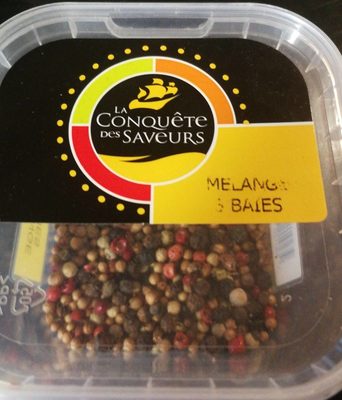 LA
CONQUÊTE
DES SAVEURS
MELANGE
BAIES